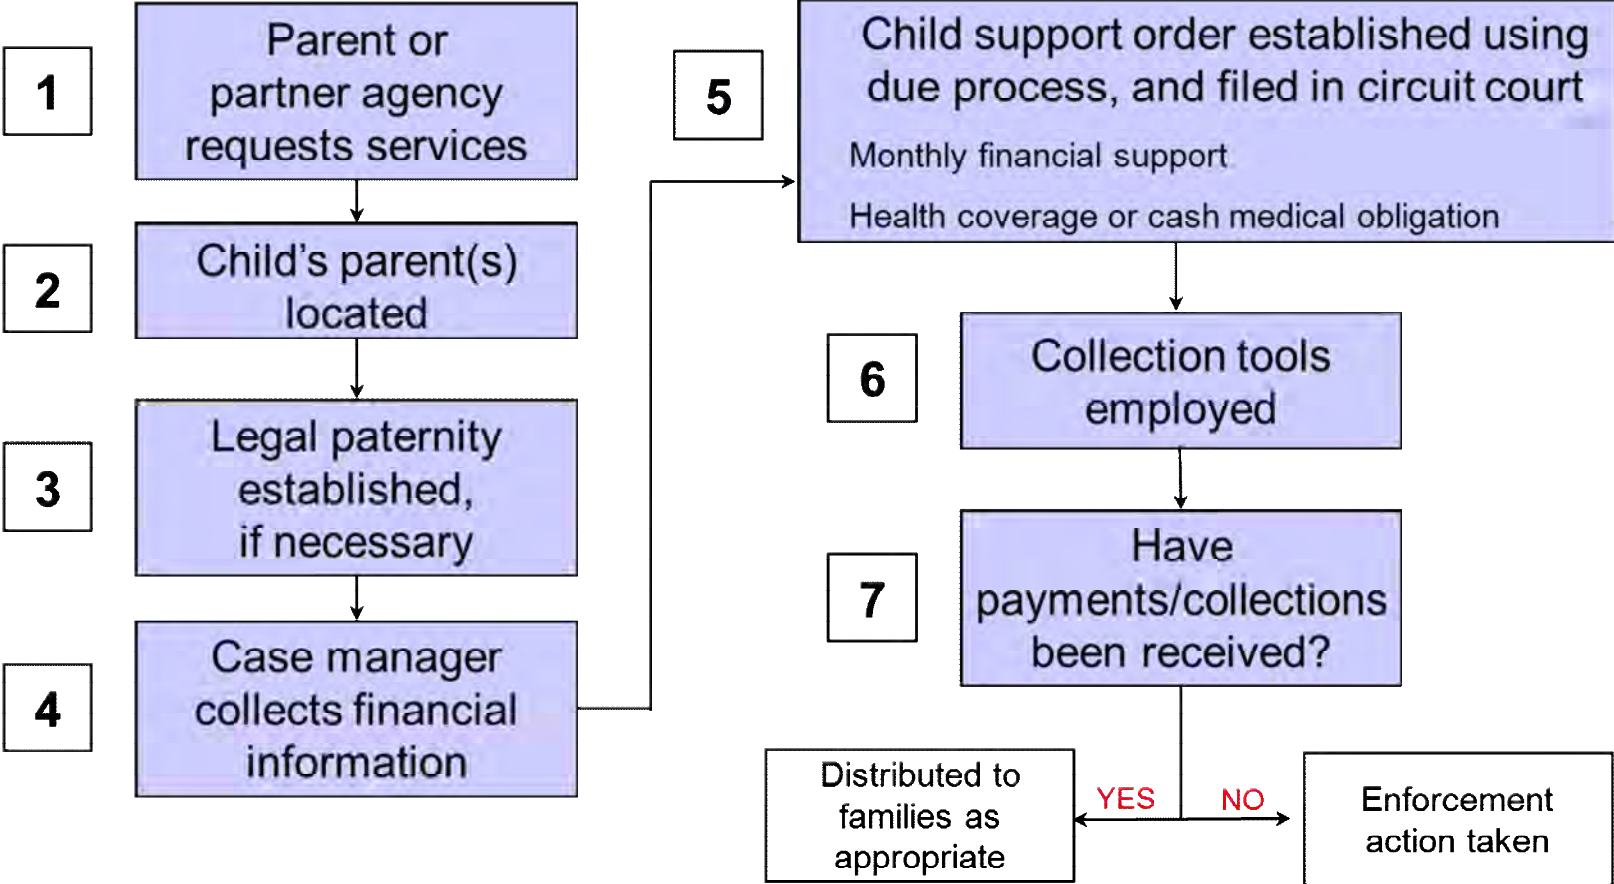 1
Parent or
partner agency
requests services
2
Child's parent(s)
located
3
Legal paternity
established,
if necessary
4
Case manager
collects financial
information
5
Child support order established using
due process, and filed in circuit court
Monthly financial support
Health coverage or cash medical obligation
6
Collection tools
employed
7
Have
payments/collections
been received?
YES
NO
Distributed to
families as
appropriate
Enforcement
action taken